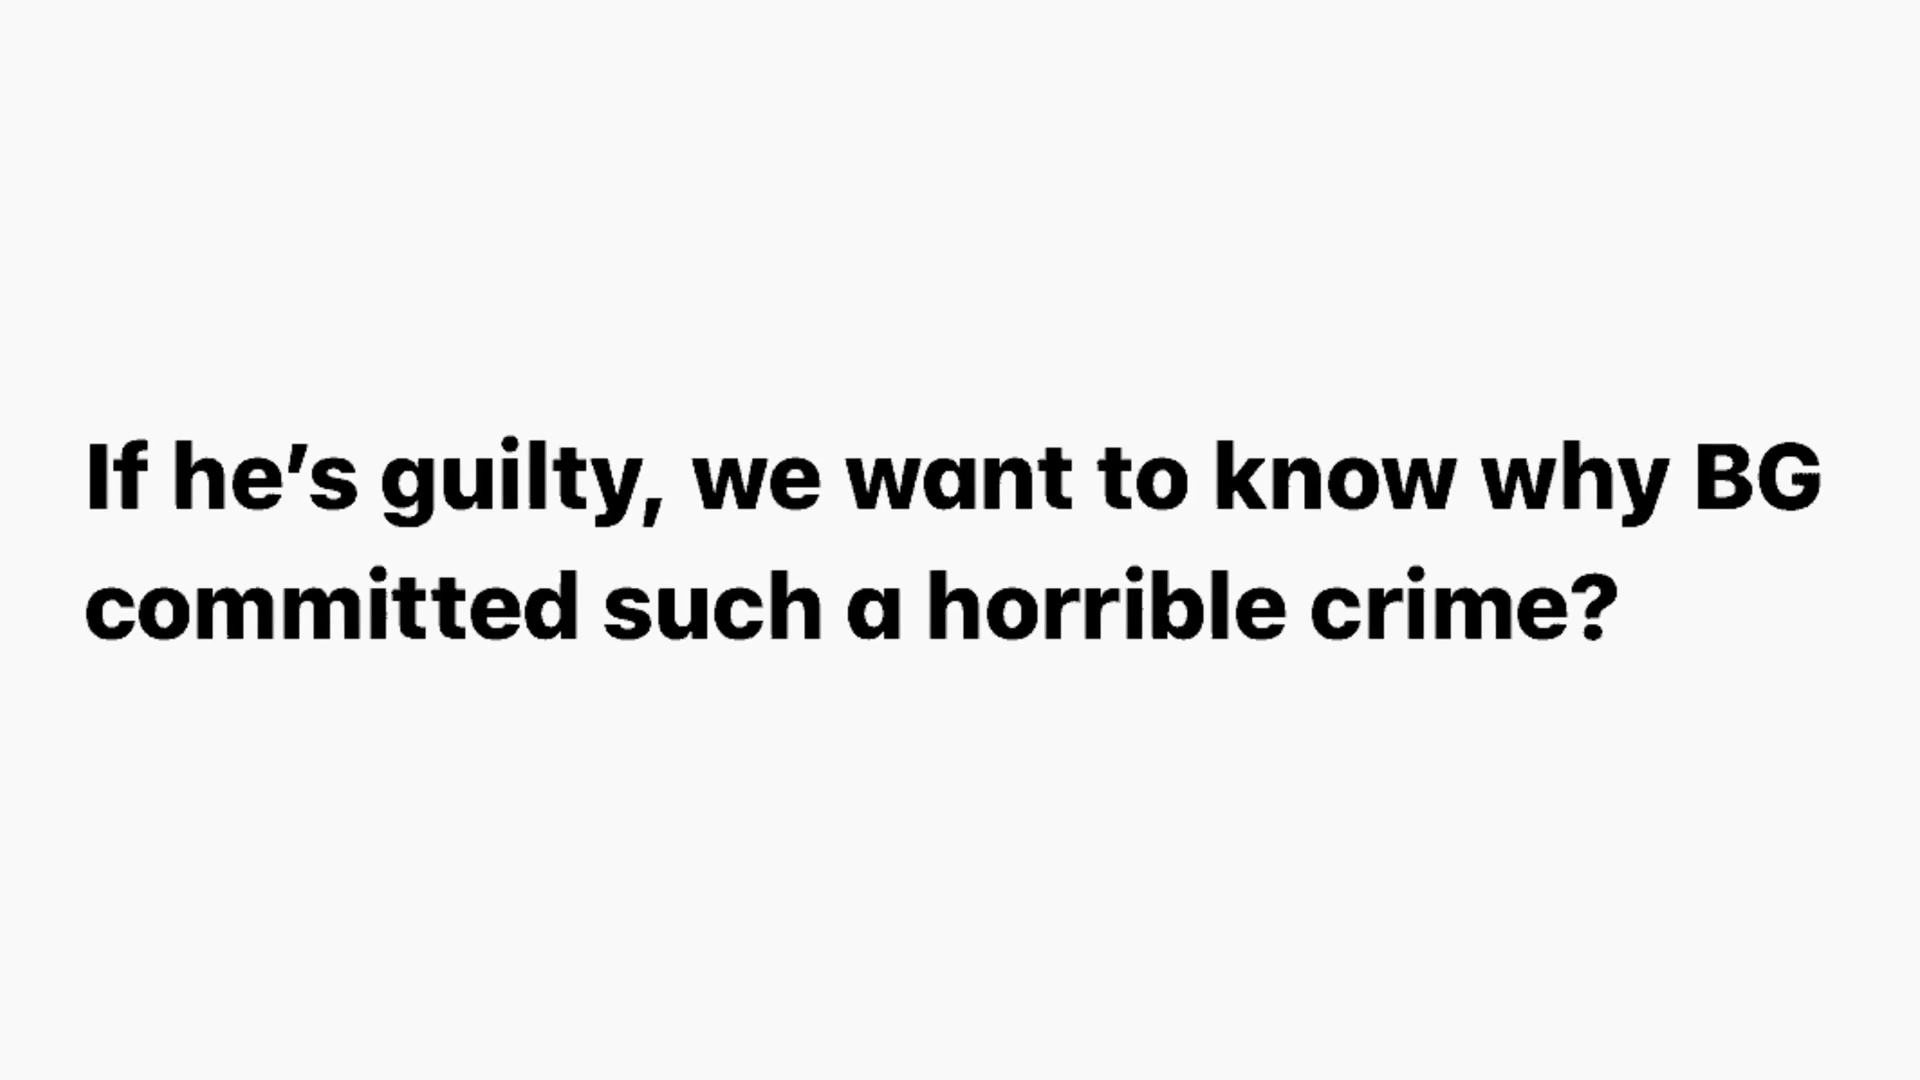 If he’s guilty, we want to know why BG
committed such a horrible crime?